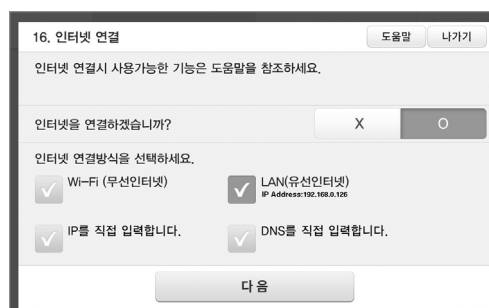 16. 인터넷 연결
도움말
나가기
인터넷 연결시 사용가능한 기능은 도움말을 참조하세요.
인터넷을 연결하겠습니까?
X
O
인터넷 연결방식을 선택하세요.
Wi-Fi (무선인터넷)
LAN(유선인터넷)
IP Address:192.168.0.126
IP를 직접 입력합니다.
DNS를 직접 입력합니다.
다음